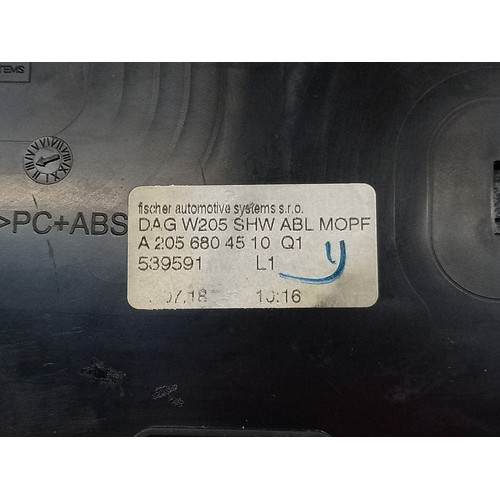 >PC+ABS
fischer automotive systems s.r.o.
DAG W205 SHW ABL MOPF
A 205 680 45 10 Q1
539591 L1
.07.18 10:16